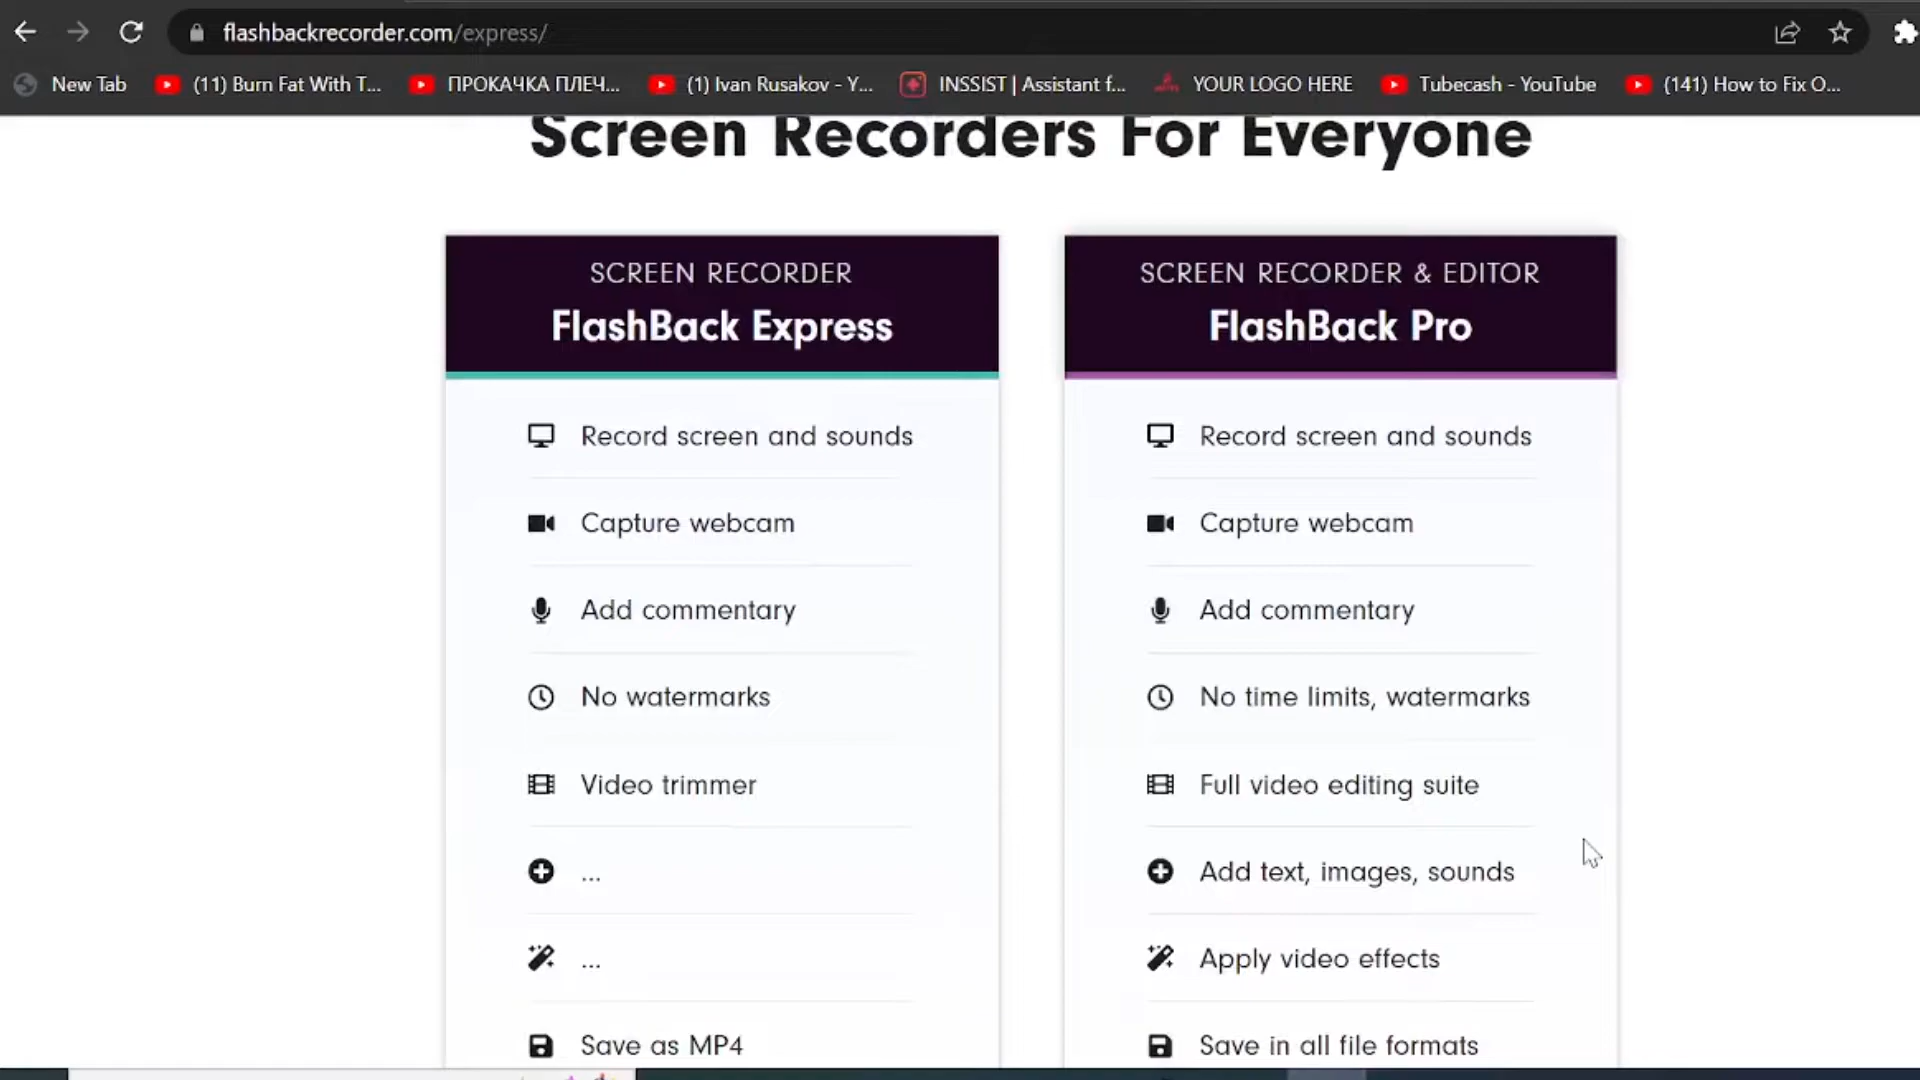 flashbackrecorder.com/express/
New Tab
(11) Burn Fat With T...
ПРОКАЧКА ПЛЕЧ...
(1) Ivan Rusakov - Y...
INSSIST | Assistant f...
YOUR LOGO HERE
Tubecash - YouTube
(141) How to Fix O...
Screen Recorders For Everyone
SCREEN RECORDER
FlashBack Express
Record screen and sounds
Capture webcam
Add commentary
No watermarks
Video trimmer
...
...
Save as MP4
SCREEN RECORDER & EDITOR
FlashBack Pro
Record screen and sounds
Capture webcam
Add commentary
No time limits, watermarks
Full video editing suite
Add text, images, sounds
Apply video effects
Save in all file formats